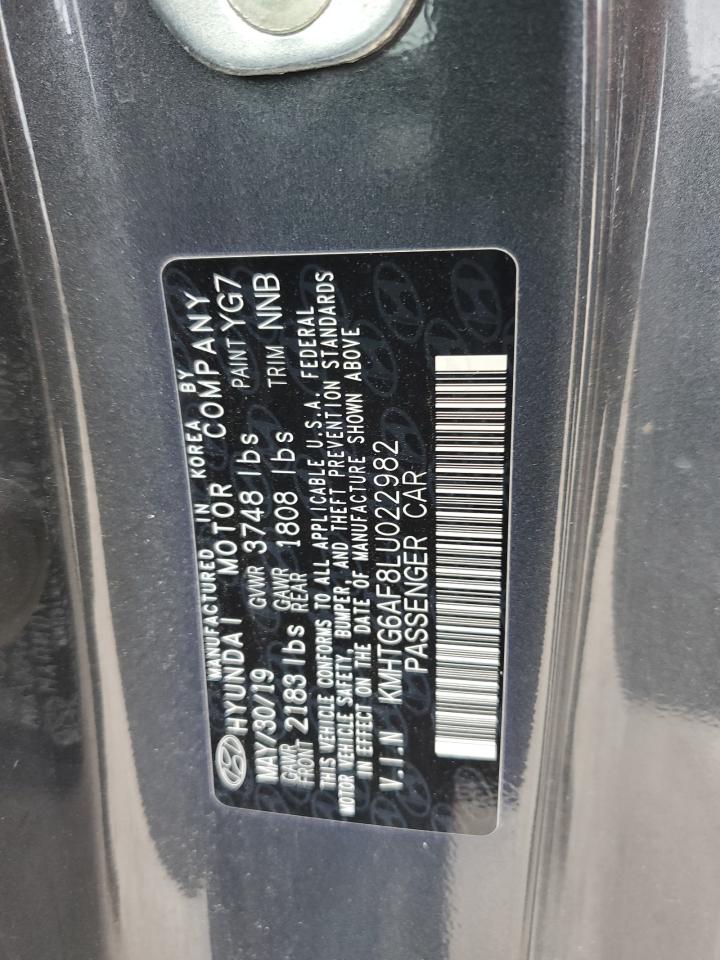 MANUFACTURED IN KOREA BY
HYUNDAI MOTOR COMPANY
MAY/30/19 GVWR 3748 lbs PAINT YG7
GAWR FRONT 2183 lbs GAWR REAR 1808 lbs TRIM NNB
THIS VEHICLE CONFORMS TO ALL APPLICABLE U.S.A. FEDERAL
MOTOR VEHICLE SAFETY, BUMPER, AND THEFT PREVENTION STANDARDS
IN EFFECT ON THE DATE OF MANUFACTURE SHOWN ABOVE
V.I.N KMHTG6AF8LU022982
PASSENGER CAR